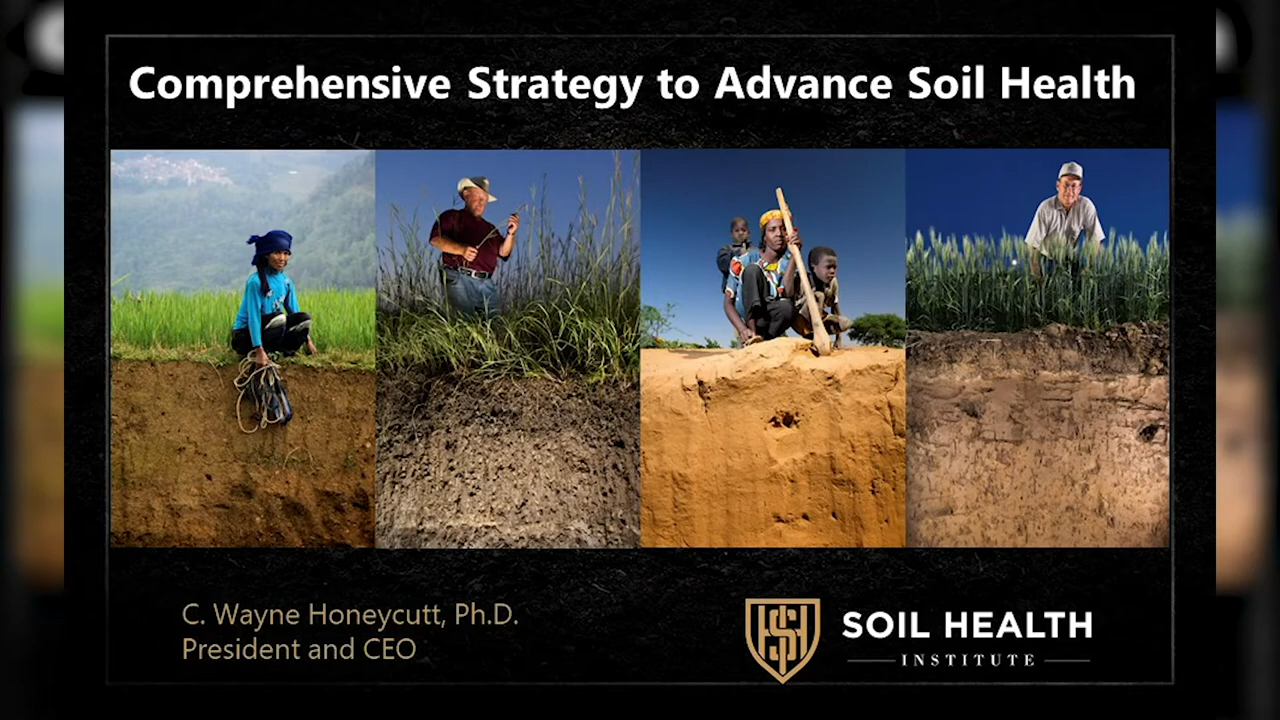 Comprehensive Strategy to Advance Soil Health
C. Wayne Honeycutt, Ph.D.
President and CEO
SOIL HEALTH
INSTITUTE